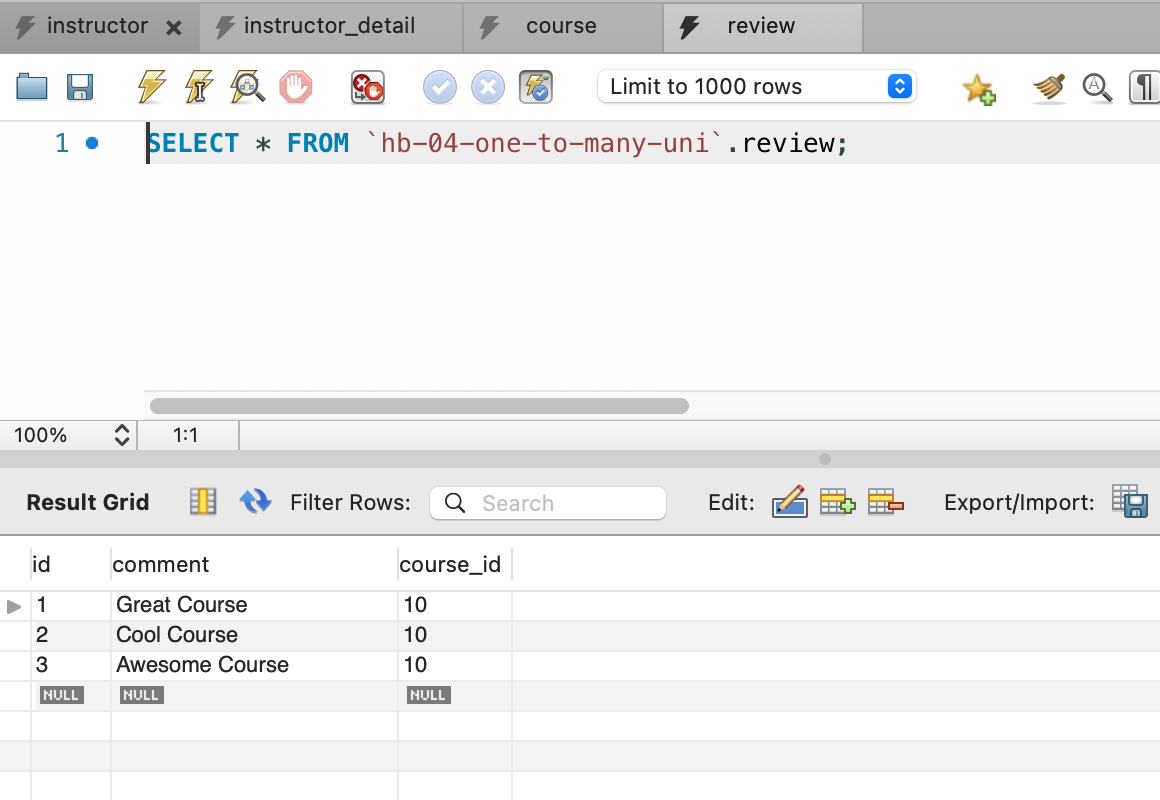 instructor instructor_detail course review
Limit to 1000 rows A
1 SELECT * FROM `hb-04-one-to-many-uni`.review;
100% 1:1
Result Grid Filter Rows: Search Edit: Export/Import:
id comment course_id
1 Great Course 10
2 Cool Course 10
3 Awesome Course 10
NULL NULL NULL